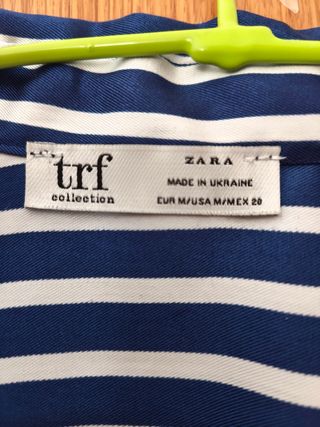 trf
collection
ZARA
MADE IN UKRAINE
EUR M/USA M/MEX 28